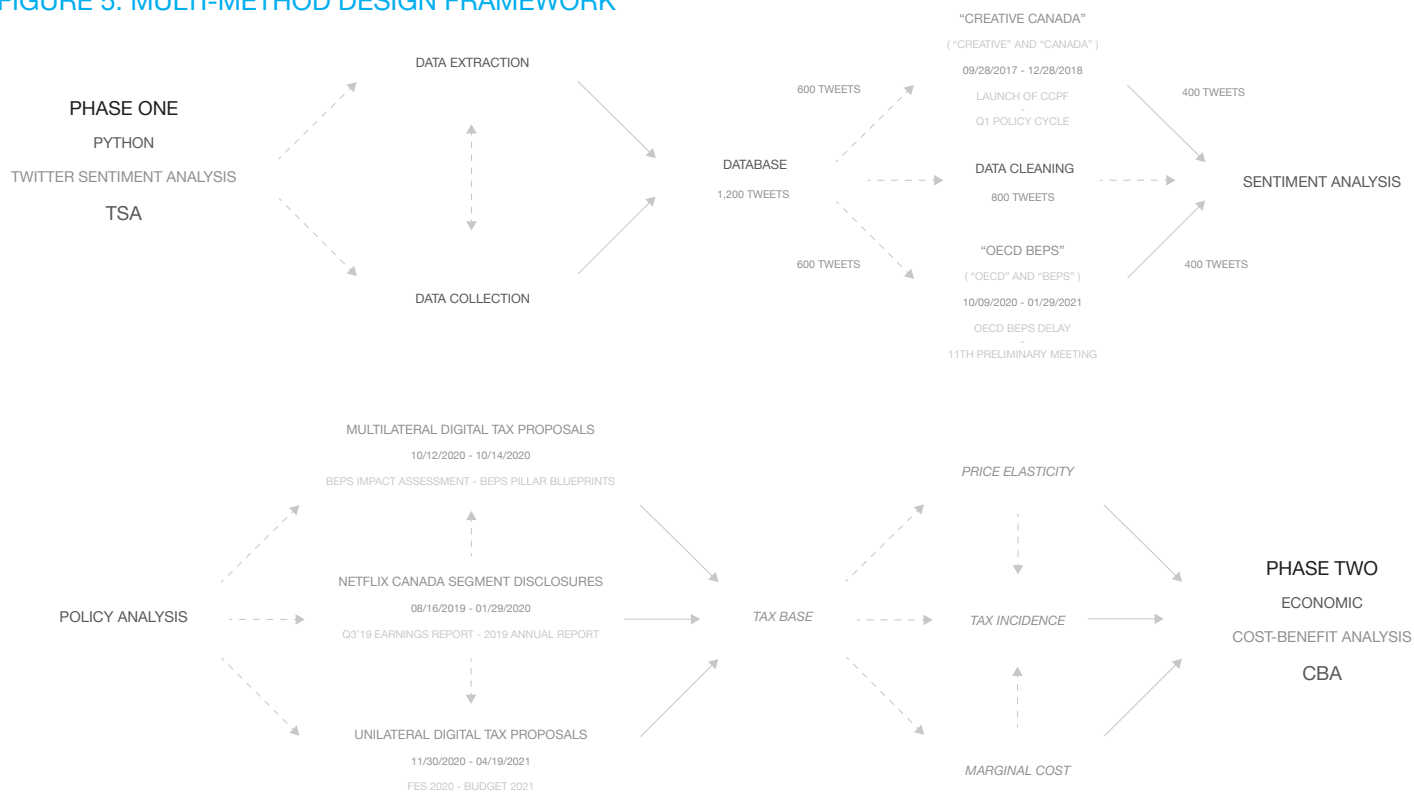 FIGURE 5: MULTI-METHOD DESIGN FRAMEWORK
PHASE ONE
PYTHON
TWITTER SENTIMENT ANALYSIS
TSA
DATA EXTRACTION
DATA COLLECTION
DATABASE
1,200 TWEETS
600 TWEETS
600 TWEETS
“CREATIVE CANADA”
( “CREATIVE” AND “CANADA” )
09/28/2017 - 12/28/2018
LAUNCH OF CCPF
-
Q1 POLICY CYCLE
DATA CLEANING
800 TWEETS
“OECD BEPS”
( “OECD” AND “BEPS” )
10/09/2020 - 01/29/2021
OECD BEPS DELAY
-
11TH PRELIMINARY MEETING
400 TWEETS
400 TWEETS
SENTIMENT ANALYSIS
POLICY ANALYSIS
MULTILATERAL DIGITAL TAX PROPOSALS
10/12/2020 - 10/14/2020
BEPS IMPACT ASSESSMENT - BEPS PILLAR BLUEPRINTS
NETFLIX CANADA SEGMENT DISCLOSURES
08/16/2019 - 01/29/2020
Q3'19 EARNINGS REPORT - 2019 ANNUAL REPORT
UNILATERAL DIGITAL TAX PROPOSALS
11/30/2020 - 04/19/2021
FES 2020 - BUDGET 2021
TAX BASE
PRICE ELASTICITY
TAX INCIDENCE
MARGINAL COST
PHASE TWO
ECONOMIC
COST-BENEFIT ANALYSIS
CBA